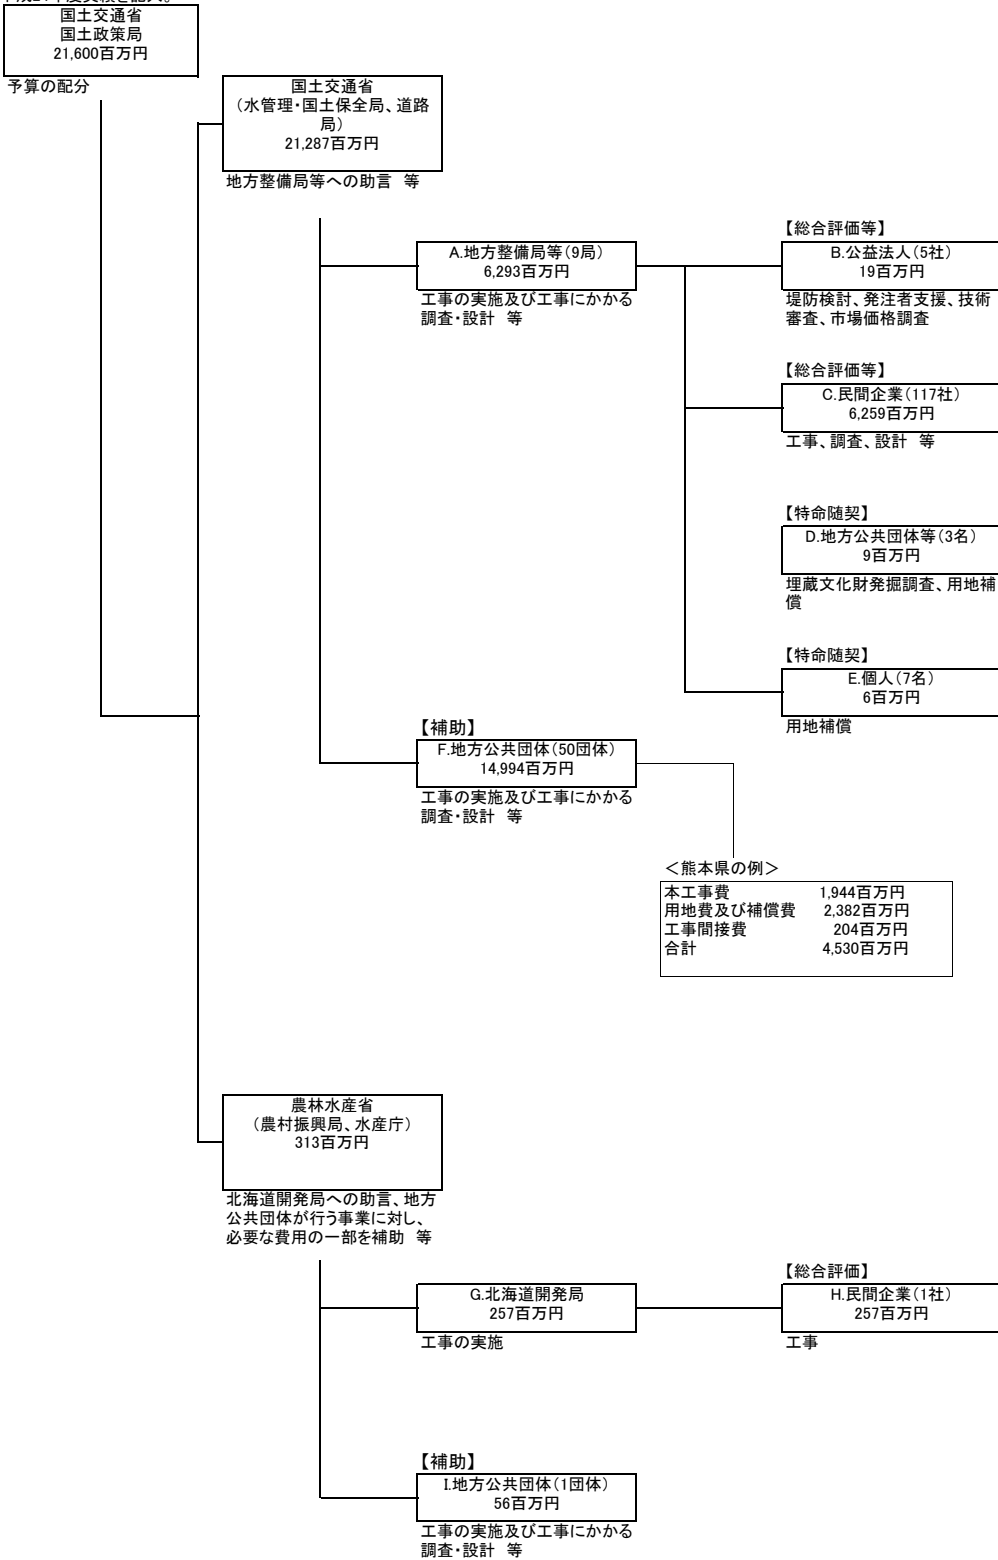 国土交通省
国土政策局
21,600百万円
予算の配分
国土交通省
（水管理・国土保全局、道路
局）
21,287百万円
地方整備局等への助言　等
A.地方整備局等（9局）
6,293百万円
工事の実施及び工事にかかる
調査・設計　等
【総合評価等】
B.公益法人（5社）
19百万円
堤防検討、発注者支援、技術
審査、市場価格調査
【総合評価等】
C.民間企業（117社）
6,259百万円
工事、調査、設計　等
【特命随契】
D.地方公共団体等（3名）
9百万円
埋蔵文化財発掘調査、用地補
償
【特命随契】
E.個人（7名）
6百万円
用地補償
【補助】
F.地方公共団体（50団体）
14,994百万円
工事の実施及び工事にかかる
調査・設計　等
＜熊本県の例＞
本工事費　1,944百万円
用地費及び補償費　2,382百万円
工事間接費　204百万円
合計　4,530百万円
農林水産省
（農村振興局、水産庁）
313百万円
北海道開発局への助言、地方
公共団体が行う事業に対し、
必要な費用の一部を補助　等
G.北海道開発局
257百万円
工事の実施
【総合評価】
H.民間企業（1社）
257百万円
工事
【補助】
I.地方公共団体（1団体）
56百万円
工事の実施及び工事にかかる
調査・設計　等